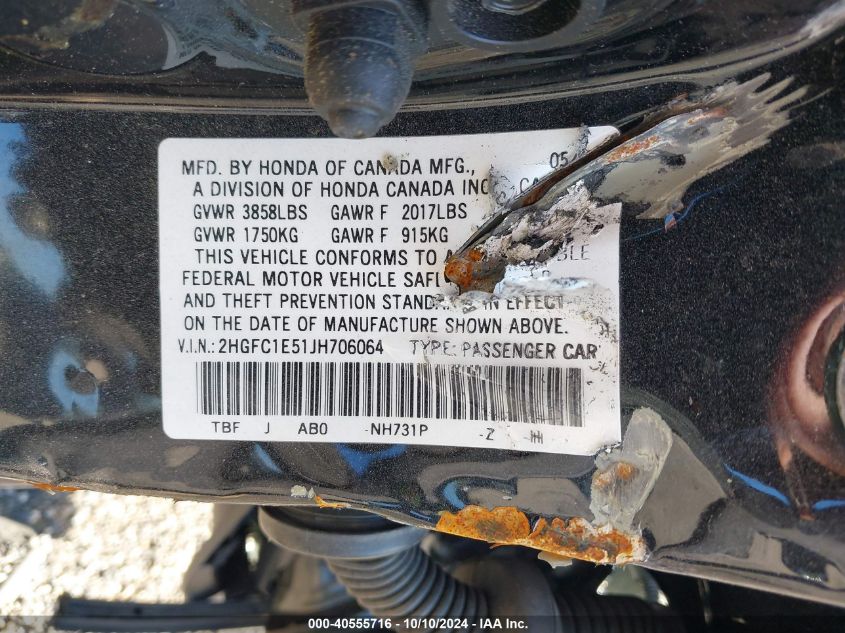 MFD. BY HONDA OF CANADA MFG., 05
A DIVISION OF HONDA CANADA INC
GVWR 3858LBS GAWR F 2017LBS
GVWR 1750KG GAWR F 915KG
THIS VEHICLE CONFORMS TO
FEDERAL MOTOR VEHICLE
AND THEFT PREVENTION IN EFFECT
ON THE DATE OF MANUFACTURE SHOWN ABOVE.
V.I.N.: 2HGFC1E51JH706064 TYPE: PASSENGER CAR
TBF J AB0 -NH731P -Z
000-40555716 - 10/10/2024 - IAA Inc.